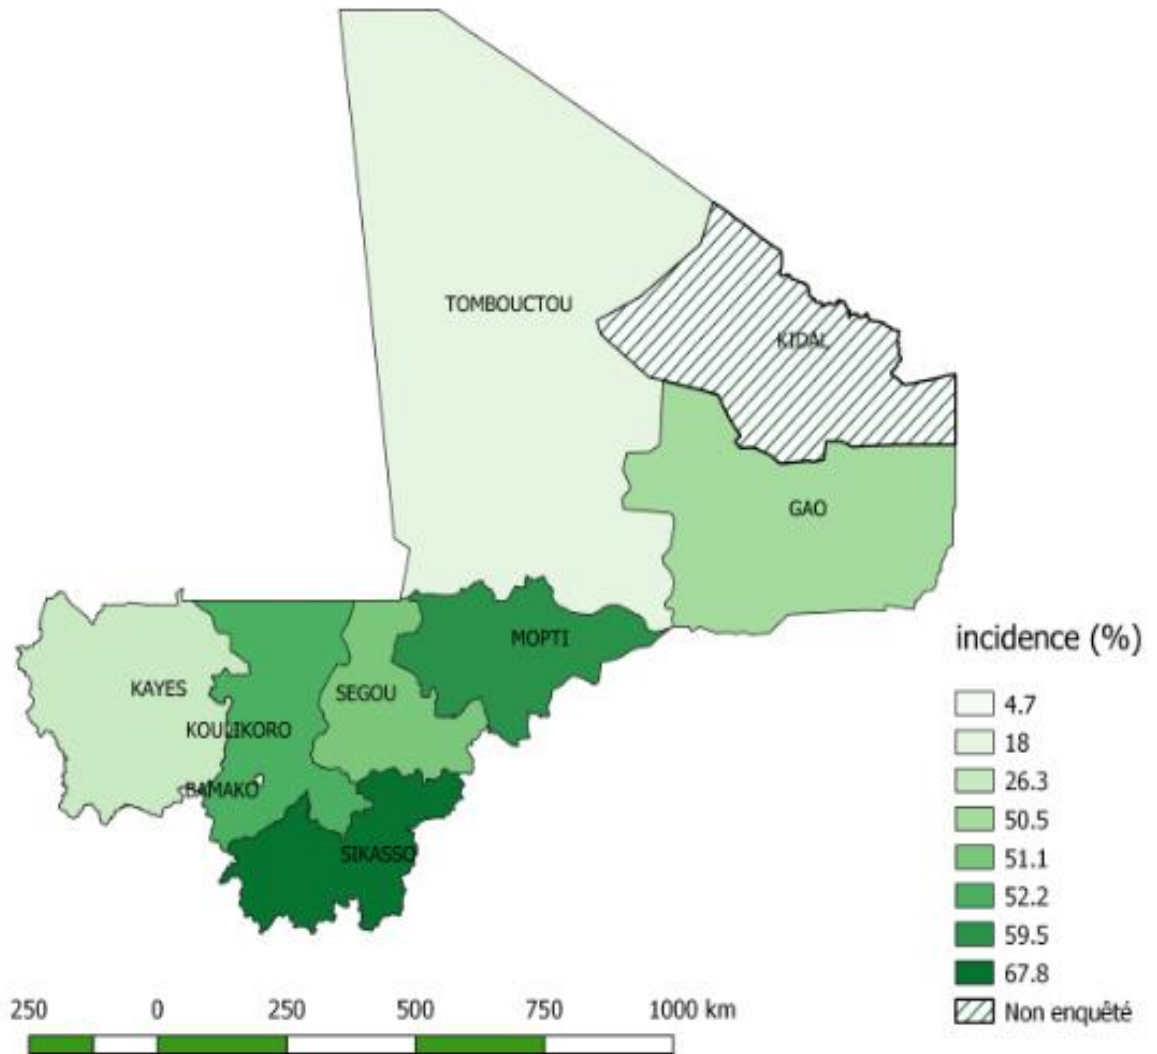 TOMBOUCTOU
KIDAL
GAO
MOPTI
KAYES
SEGOU
KOULIKORO
BAMAKO
SIKASSO
incidence (%)
4.7
18
26.3
50.5
51.1
52.2
59.5
67.8
Non enquêté
250 0 250 500 750 1000 km